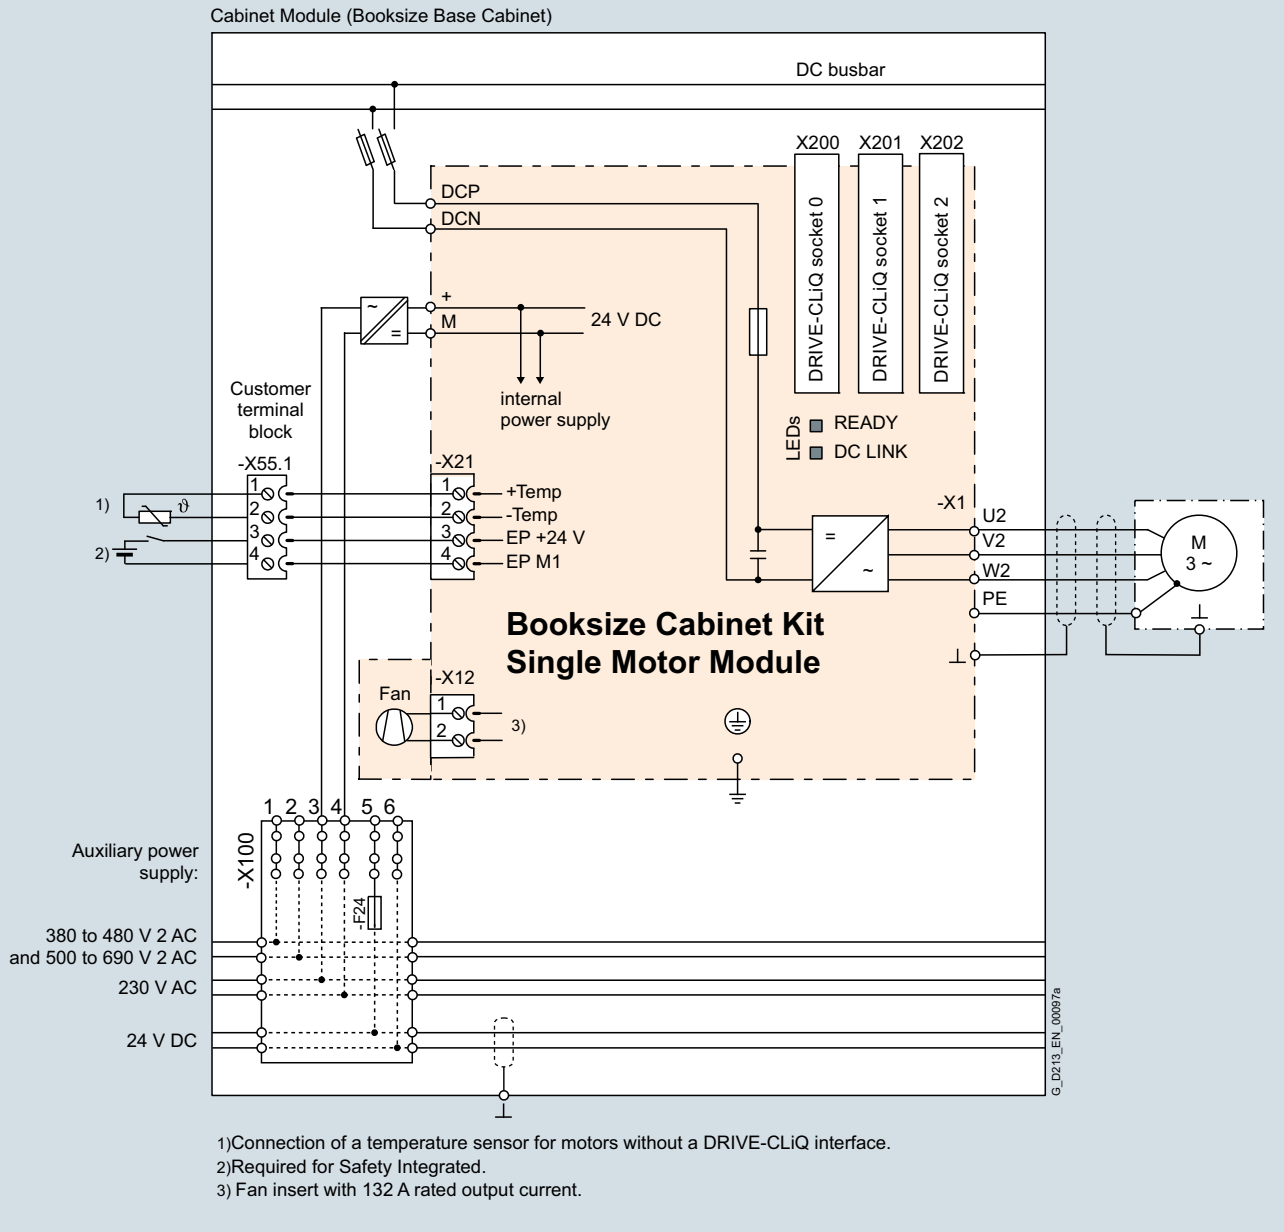 Cabinet Module (Booksize Base Cabinet)
DC busbar
X200
X201
X202
DRIVE-CLiQ socket 0
DRIVE-CLiQ socket 1
DRIVE-CLiQ socket 2
DCP
DCN
+
M
24 V DC
~
=
internal
power supply
LEDs
READY
DC LINK
Customer
terminal
block
-X55.1
1
2
3
4
1)
ϑ
2)
-X21
1
2
3
4
+Temp
-Temp
EP +24 V
EP M1
-X1
U2
V2
W2
PE
=
~
M
3 ~
Booksize Cabinet Kit
Single Motor Module
Fan
-X12
1
2
3)
1 2 3 4 5 6
-X100
-F24
Auxiliary power
supply:
380 to 480 V 2 AC
and 500 to 690 V 2 AC
230 V AC
24 V DC
G_D213_EN_00097a
1)Connection of a temperature sensor for motors without a DRIVE-CLiQ interface.
2)Required for Safety Integrated.
3) Fan insert with 132 A rated output current.